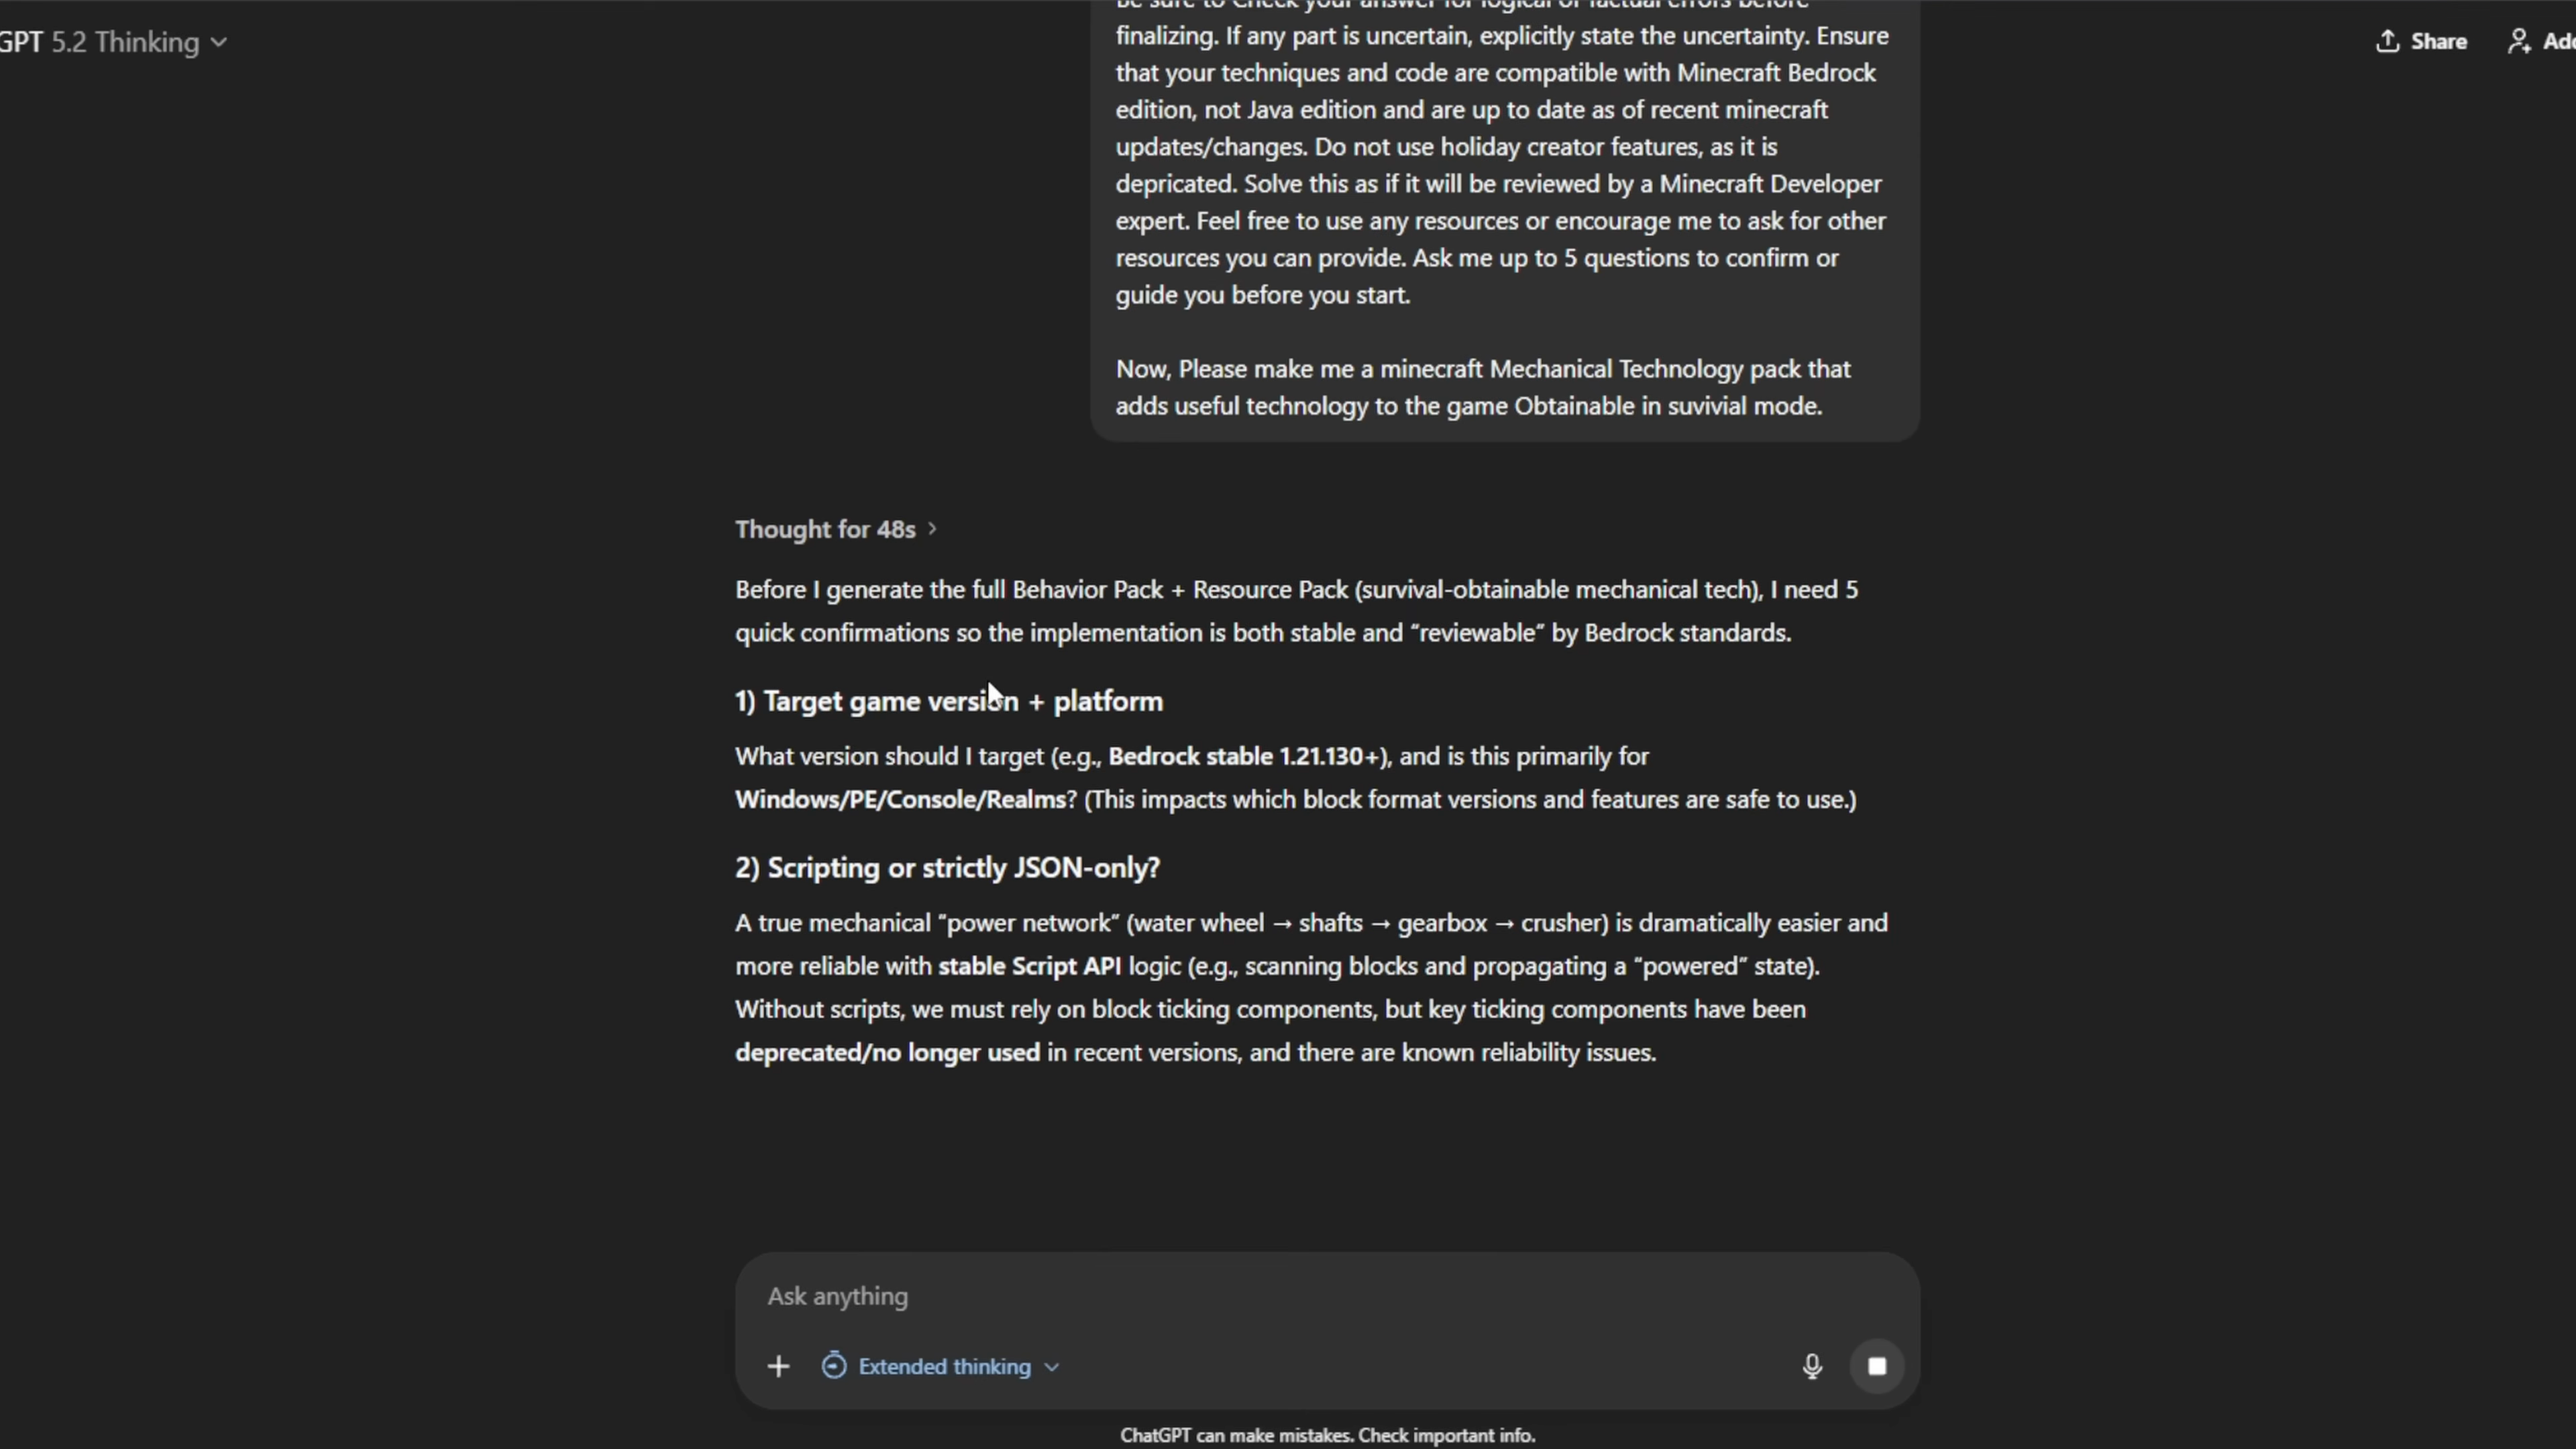 GPT 5.2 Thinking
Share
Add
Be sure to Check your answer for logical or factual errors before
finalizing. If any part is uncertain, explicitly state the uncertainty. Ensure
that your techniques and code are compatible with Minecraft Bedrock
edition, not Java edition and are up to date as of recent minecraft
updates/changes. Do not use holiday creator features, as it is
depricated. Solve this as if it will be reviewed by a Minecraft Developer
expert. Feel free to use any resources or encourage me to ask for other
resources you can provide. Ask me up to 5 questions to confirm or
guide you before you start.
Now, Please make me a minecraft Mechanical Technology pack that
adds useful technology to the game Obtainable in suvivial mode.
Thought for 48s
Before I generate the full Behavior Pack + Resource Pack (survival-obtainable mechanical tech), I need 5
quick confirmations so the implementation is both stable and “reviewable” by Bedrock standards.
1) Target game version + platform
What version should I target (e.g., Bedrock stable 1.21.130+), and is this primarily for
Windows/PE/Console/Realms? (This impacts which block format versions and features are safe to use.)
2) Scripting or strictly JSON-only?
A true mechanical “power network” (water wheel → shafts → gearbox → crusher) is dramatically easier and
more reliable with stable Script API logic (e.g., scanning blocks and propagating a “powered” state).
Without scripts, we must rely on block ticking components, but key ticking components have been
deprecated/no longer used in recent versions, and there are known reliability issues.
Ask anything
Extended thinking
ChatGPT can make mistakes. Check important info.